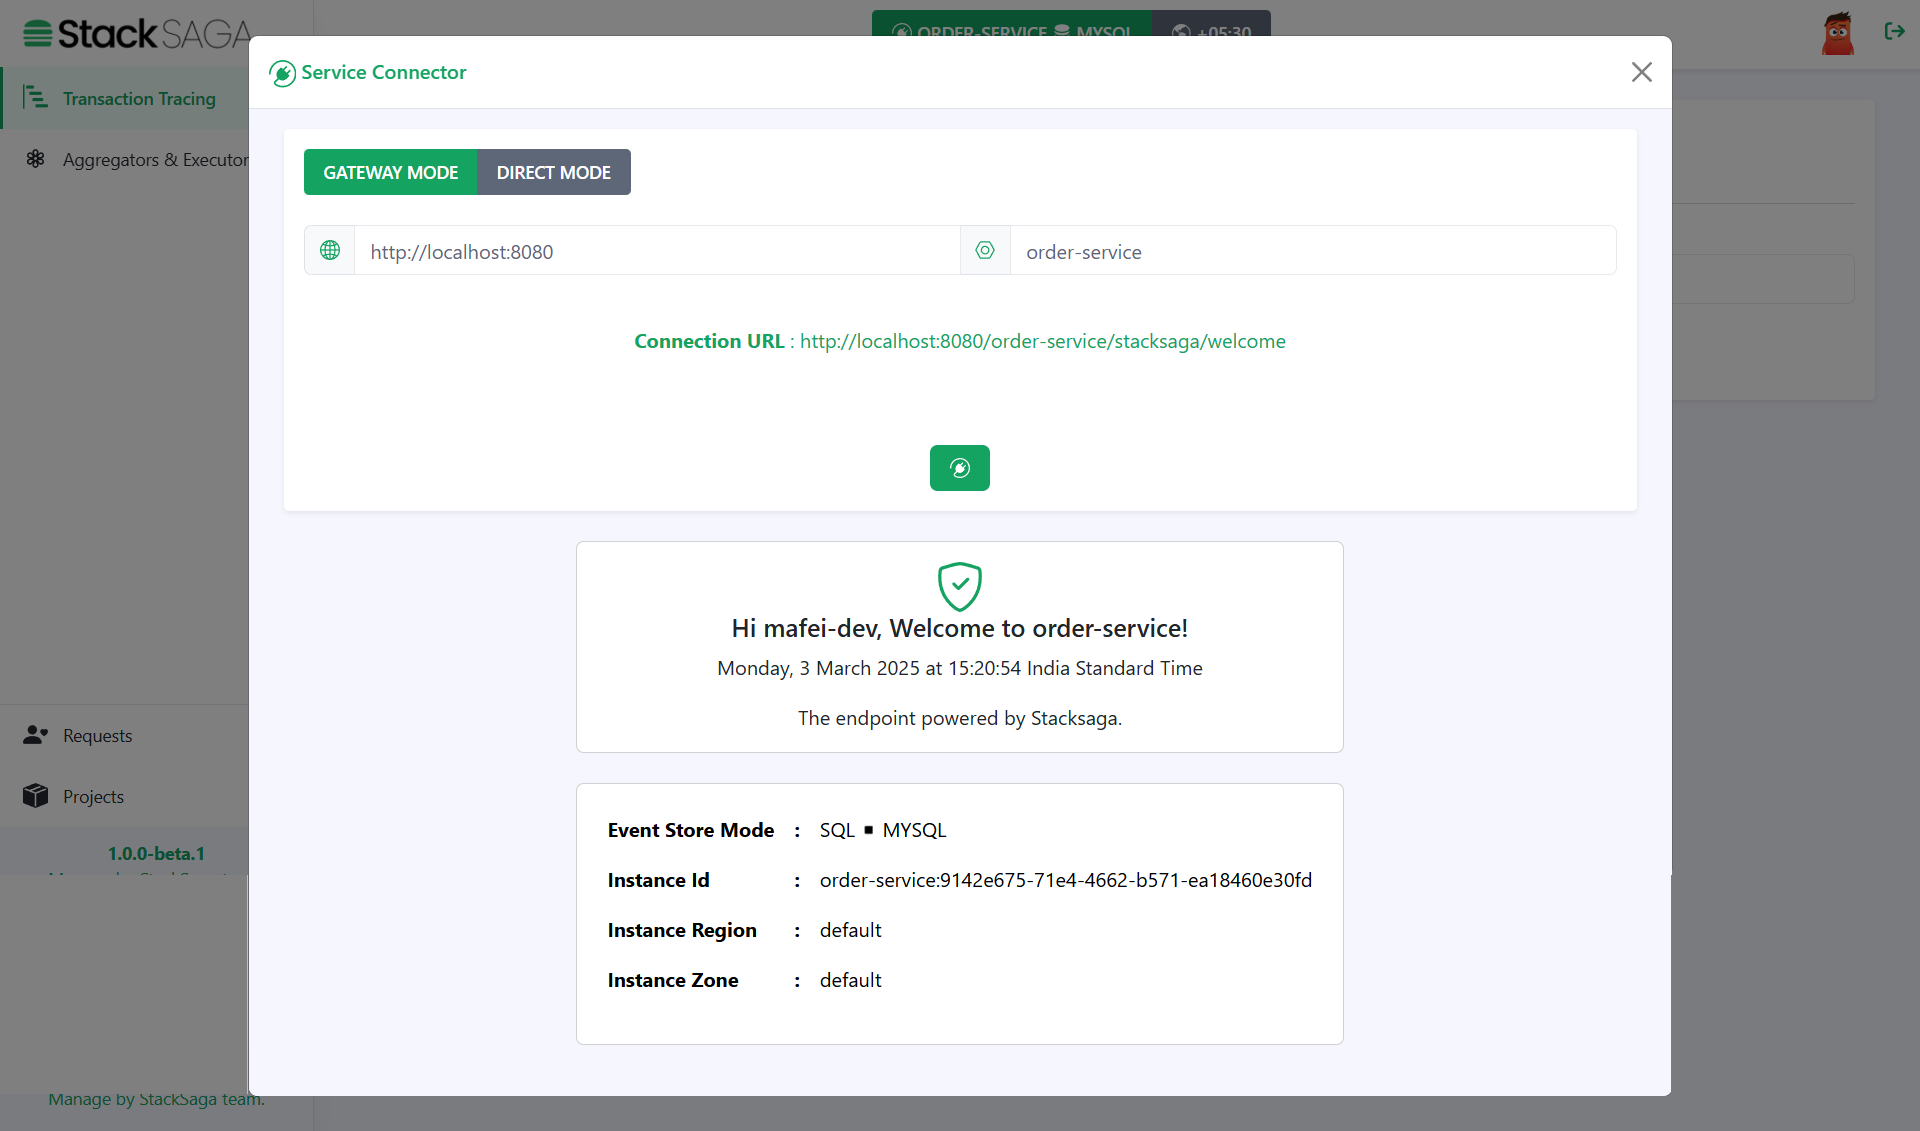 StackSAGA
ORDER-SERVICE MYSQL +05:30
Service Connector
Transaction Tracing
Aggregators & Executor
GATEWAY MODE DIRECT MODE
http://localhost:8080 order-service
Connection URL : http://localhost:8080/order-service/stacksaga/welcome
Hi mafei-dev, Welcome to order-service!
Monday, 3 March 2025 at 15:20:54 India Standard Time
The endpoint powered by Stacksaga.
Requests
Projects
1.0.0-beta.1
Event Store Mode : SQL ▪ MYSQL
Instance Id : order-service:9142e675-71e4-4662-b571-ea18460e30fd
Instance Region : default
Instance Zone : default
Manage by StackSaga team.